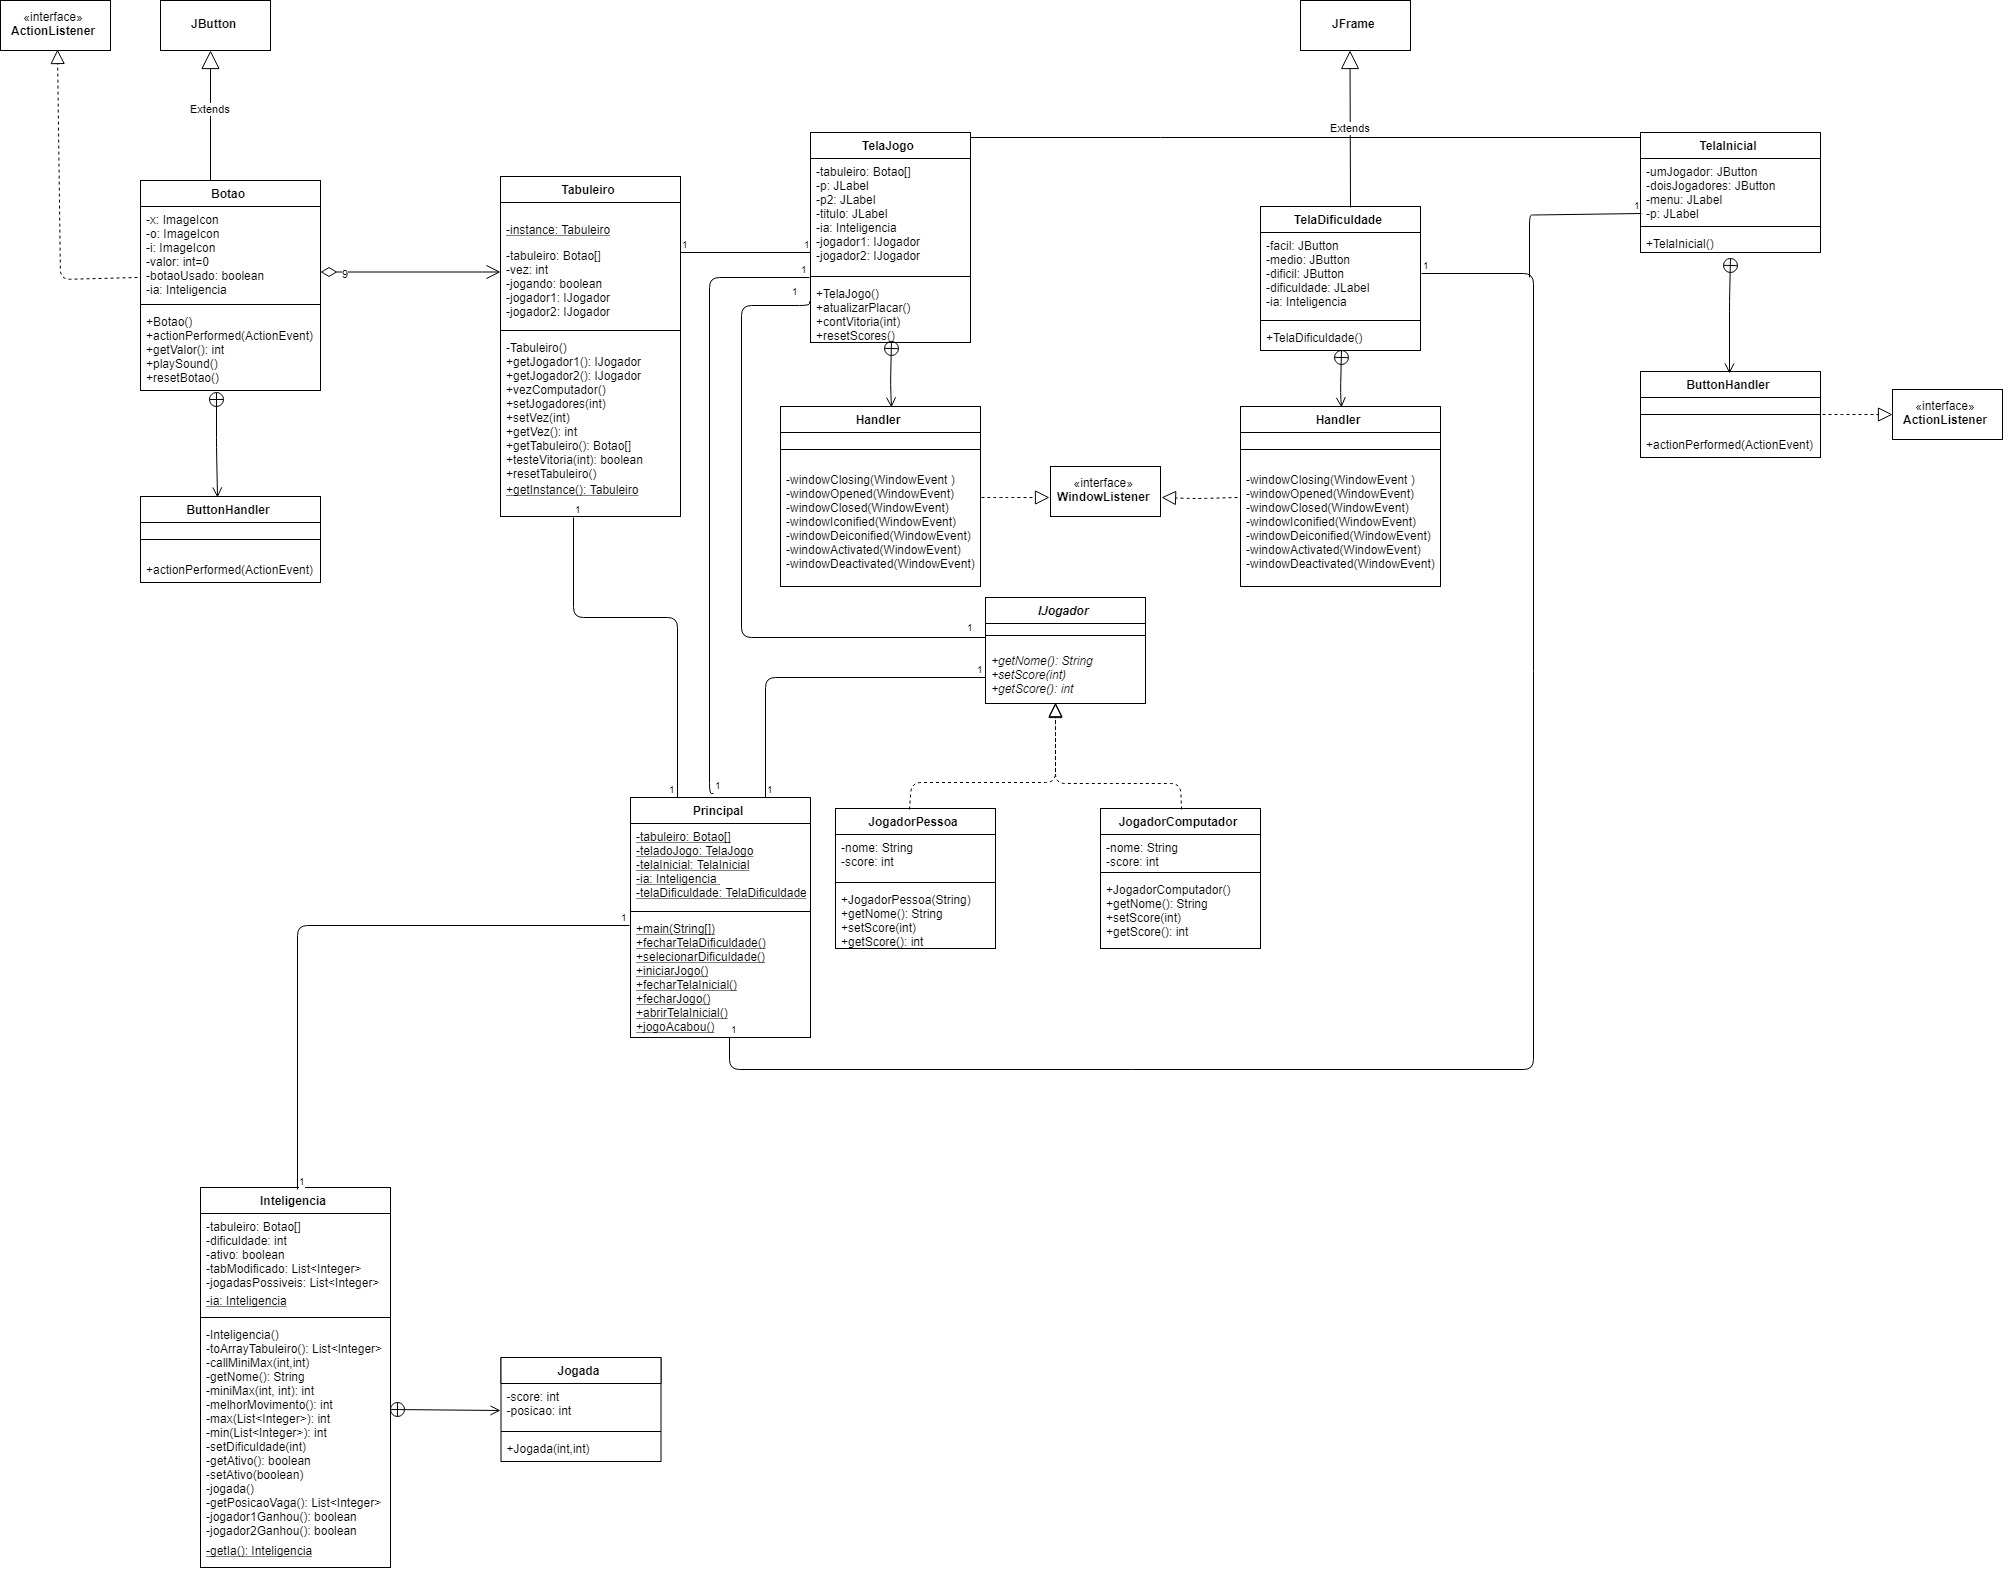 «interface»
ActionListener
JButton
JFrame
Extends
Extends
Botao
-x: ImageIcon
-o: ImageIcon
-i: ImageIcon
-valor: int=0
-botaoUsado: boolean
-ia: Inteligencia
+Botao()
+actionPerformed(ActionEvent)
+getValor(): int
+playSound()
+resetBotao()
9
ButtonHandler
+actionPerformed(ActionEvent)
Tabuleiro
-instance: Tabuleiro
-tabuleiro: Botao[]
-vez: int
-jogando: boolean
-jogador1: IJogador
-jogador2: IJogador
-Tabuleiro()
+getJogador1(): IJogador
+getJogador2(): IJogador
+vezComputador()
+setJogadores(int)
+setVez(int)
+getVez(): int
+getTabuleiro(): Botao[]
+testeVitoria(int): boolean
+resetTabuleiro()
+getInstance(): Tabuleiro
1
1
1
1
1
TelaJogo
-tabuleiro: Botao[]
-p: JLabel
-p2: JLabel
-titulo: JLabel
-ia: Inteligencia
-jogador1: IJogador
-jogador2: IJogador
+TelaJogo()
+atualizarPlacar()
+contVitoria(int)
+resetScores()
Handler
-windowClosing(WindowEvent )
-windowOpened(WindowEvent)
-windowClosed(WindowEvent)
-windowIconified(WindowEvent)
-windowDeiconified(WindowEvent)
-windowActivated(WindowEvent)
-windowDeactivated(WindowEvent)
«interface»
WindowListener
TelaDificuldade
-facil: JButton
-medio: JButton
-dificil: JButton
-dificuldade: JLabel
-ia: Inteligencia
+TelaDificuldade()
1
Handler
-windowClosing(WindowEvent )
-windowOpened(WindowEvent)
-windowClosed(WindowEvent)
-windowIconified(WindowEvent)
-windowDeiconified(WindowEvent)
-windowActivated(WindowEvent)
-windowDeactivated(WindowEvent)
1
TelaInicial
-umJogador: JButton
-doisJogadores: JButton
-menu: JLabel
-p: JLabel
+TelaInicial()
ButtonHandler
+actionPerformed(ActionEvent)
«interface»
ActionListener
IJogador
+getNome(): String
+setScore(int)
+getScore(): int
1
1
1
1
1
Principal
-tabuleiro: Botao[]
-teladoJogo: TelaJogo
-telaInicial: TelaInicial
-ia: Inteligencia
-telaDificuldade: TelaDificuldade
+main(String[])
+fecharTelaDificuldade()
+selecionarDificuldade()
+iniciarJogo()
+fecharTelaInicial()
+fecharJogo()
+abrirTelaInicial()
+jogoAcabou()
1
1
JogadorPessoa
-nome: String
-score: int
+JogadorPessoa(String)
+getNome(): String
+setScore(int)
+getScore(): int
JogadorComputador
-nome: String
-score: int
+JogadorComputador()
+getNome(): String
+setScore(int)
+getScore(): int
1
Inteligencia
-tabuleiro: Botao[]
-dificuldade: int
-ativo: boolean
-tabModificado: List<Integer>
-jogadasPossiveis: List<Integer>
-ia: Inteligencia
-Inteligencia()
-toArrayTabuleiro(): List<Integer>
-callMiniMax(int,int)
-getNome(): String
-miniMax(int, int): int
-melhorMovimento(): int
-max(List<Integer>): int
-min(List<Integer>): int
-setDificuldade(int)
-getAtivo(): boolean
-setAtivo(boolean)
-jogada()
-getPosicaoVaga(): List<Integer>
-jogador1Ganhou(): boolean
-jogador2Ganhou(): boolean
-getIa(): Inteligencia
Jogada
-score: int
-posicao: int
+Jogada(int,int)